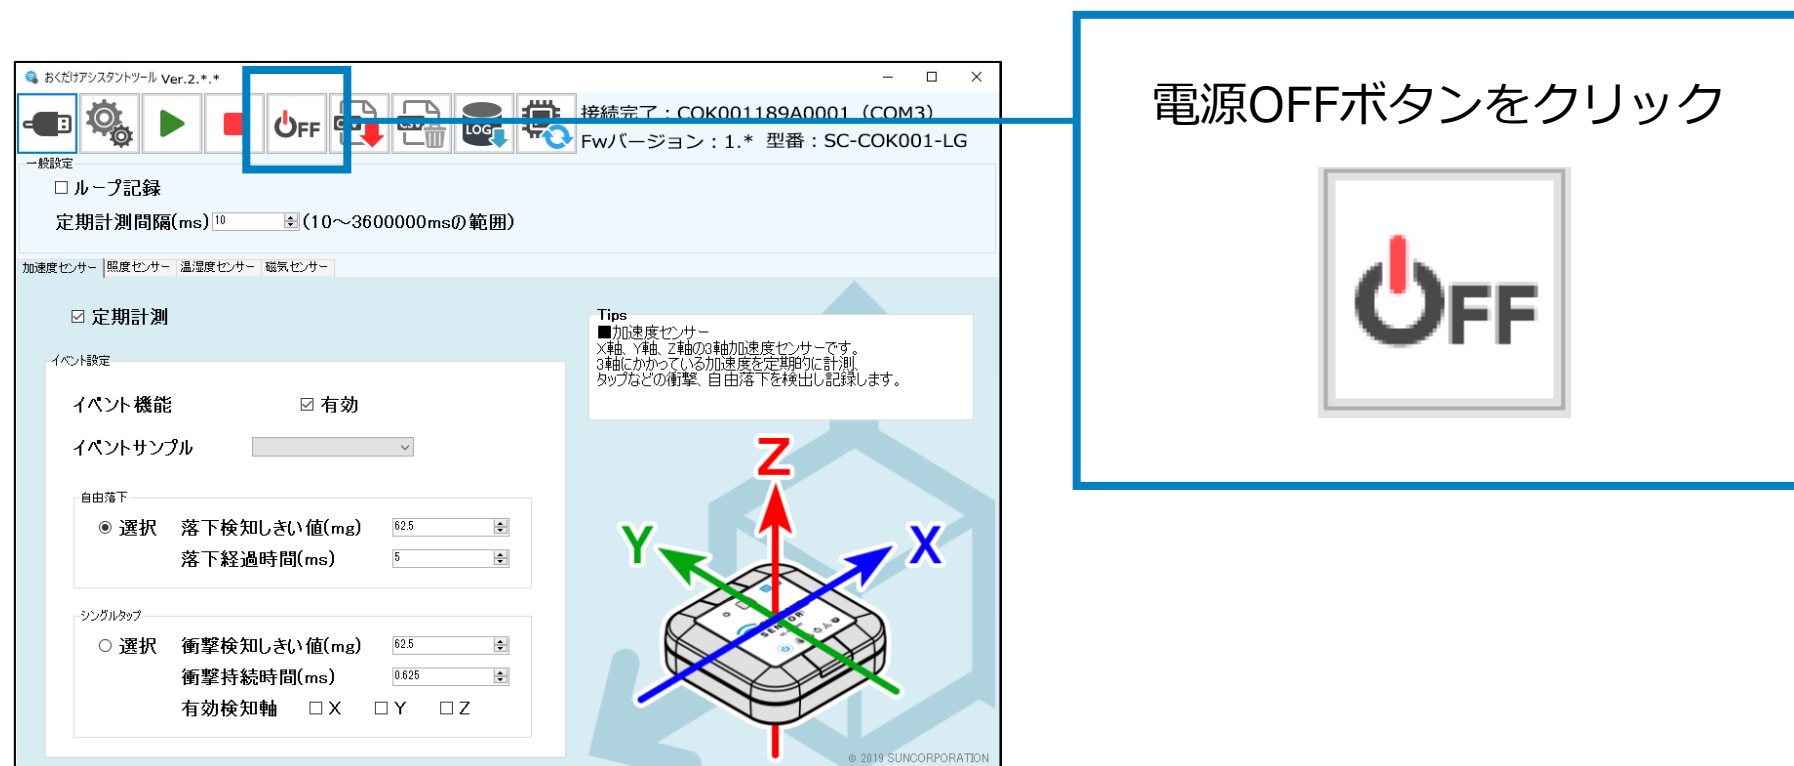 おくだけアシスタントツール Ver.2.*.*
OFF
CSV
LOG
接続完了：COK001189A0001（COM3）
Fwバージョン：1.* 型番：SC-COK001-LG
一般設定
ループ記録
定期計測間隔(ms) 10 (10～3600000msの範囲)
加速度センサー 照度センサー 温湿度センサー 磁気センサー
定期計測
イベント設定
イベント機能 有効
イベントサンプル
自由落下
選択 落下検知しきい値(mg) 62.5
落下経過時間(ms) 5
シングルタップ
選択 衝撃検知しきい値(mg) 62.5
衝撃持続時間(ms) 0.625
有効検知軸 X Y Z
Tips
■加速度センサー
X軸、Y軸、Z軸の3軸加速度センサーです。
3軸にかかっている加速度を定期的に計測、
タップなどの衝撃、自由落下を検出し記録します。
Z
Y
X
SENSOR
© 2019 SUNCORPORATION
電源OFFボタンをクリック
OFF